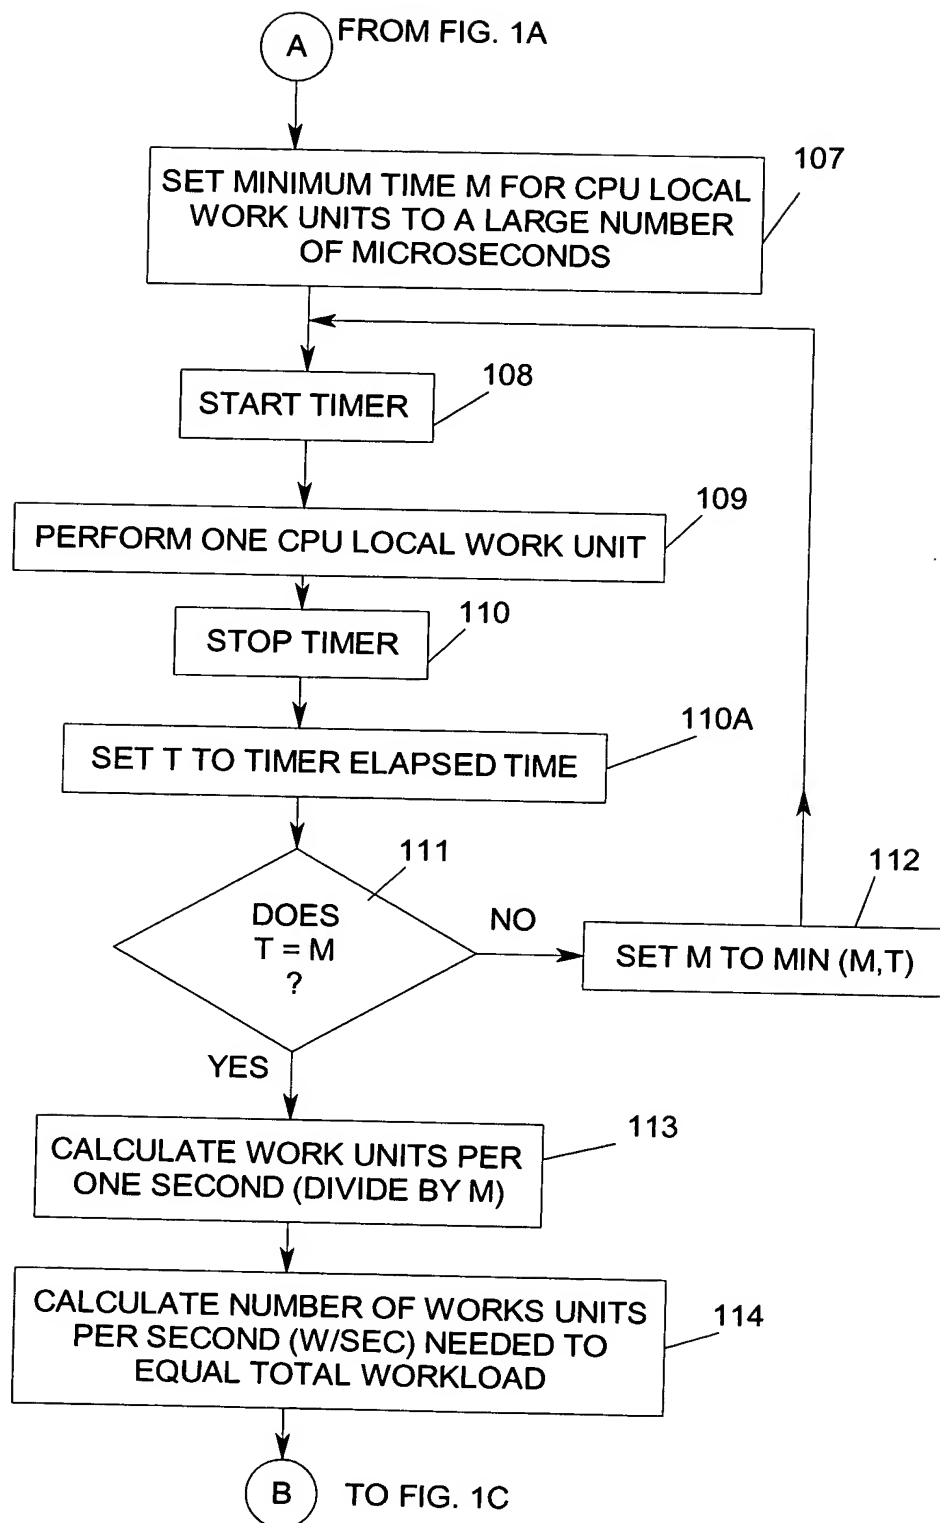 A
FROM FIG. 1A
107
SET MINIMUM TIME M FOR CPU LOCAL
WORK UNITS TO A LARGE NUMBER
OF MICROSECONDS
108
START TIMER
109
PERFORM ONE CPU LOCAL WORK UNIT
110
STOP TIMER
110A
SET T TO TIMER ELAPSED TIME
111
DOES
T = M
?
NO
112
SET M TO MIN (M,T)
YES
113
CALCULATE WORK UNITS PER
ONE SECOND (DIVIDE BY M)
114
CALCULATE NUMBER OF WORKS UNITS
PER SECOND (W/SEC) NEEDED TO
EQUAL TOTAL WORKLOAD
B
TO FIG. 1C